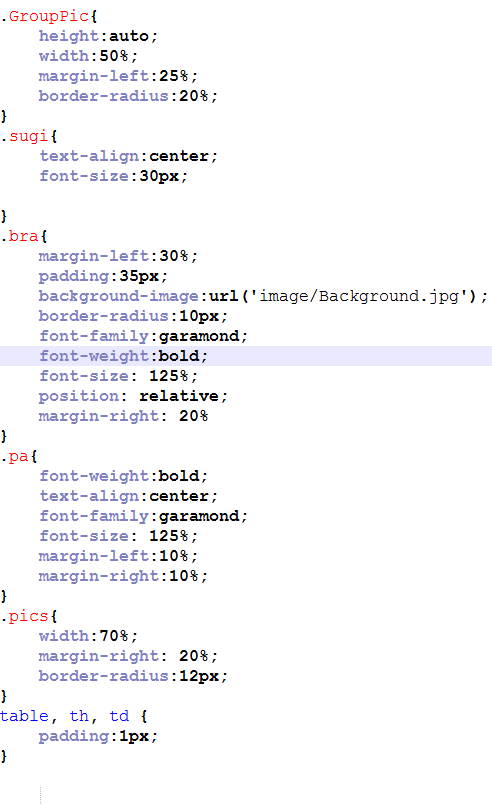 .GroupPic{
height:auto;
width:50%;
margin-left:25%;
border-radius:20%;
}
.sugi{
text-align:center;
font-size:30px;
}
.bra{
margin-left:30%;
padding:35px;
background-image:url('image/Background.jpg');
border-radius:10px;
font-family:garamond;
font-weight:bold;
font-size: 125%;
position: relative;
margin-right: 20%
}
.pa{
font-weight:bold;
text-align:center;
font-family:garamond;
font-size: 125%;
margin-left:10%;
margin-right:10%;
}
.pics{
width:70%;
margin-right: 20%;
border-radius:12px;
}
table, th, td {
padding:1px;
}